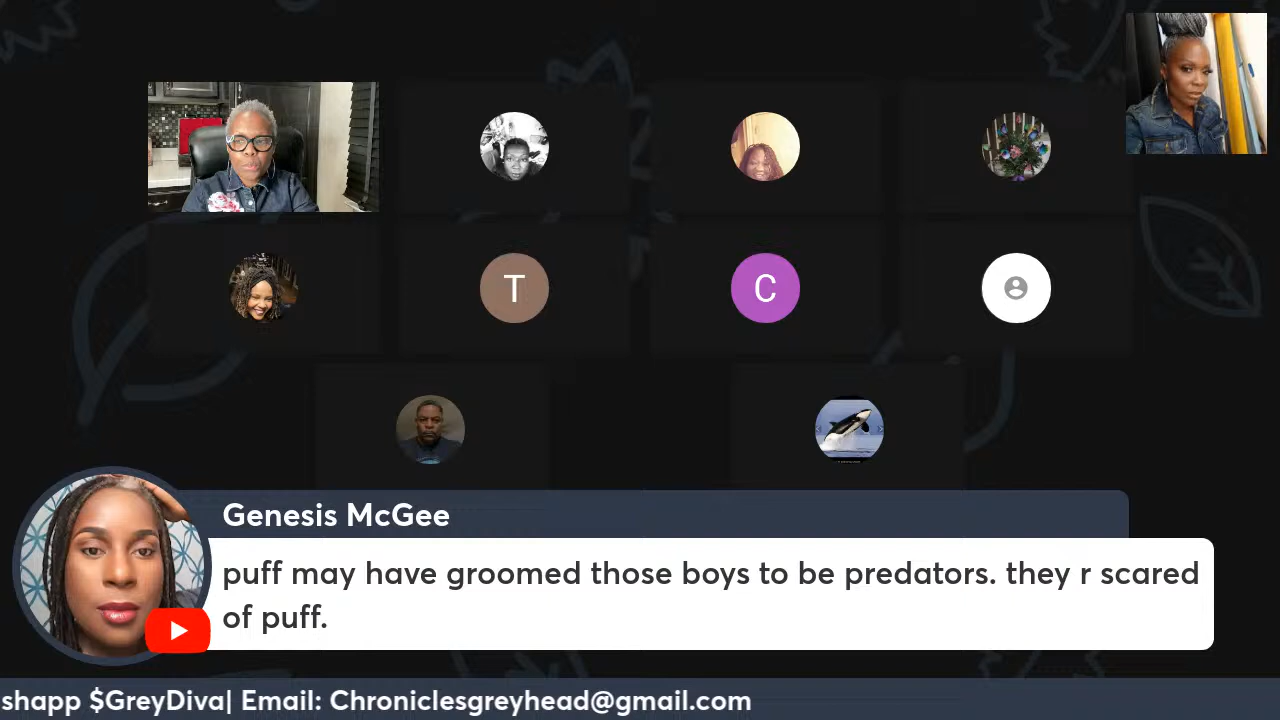 T
C
Genesis McGee
puff may have groomed those boys to be predators. they r scared
of puff.
shapp $GreyDiva| Email: Chroniclesgreyhead@gmail.com